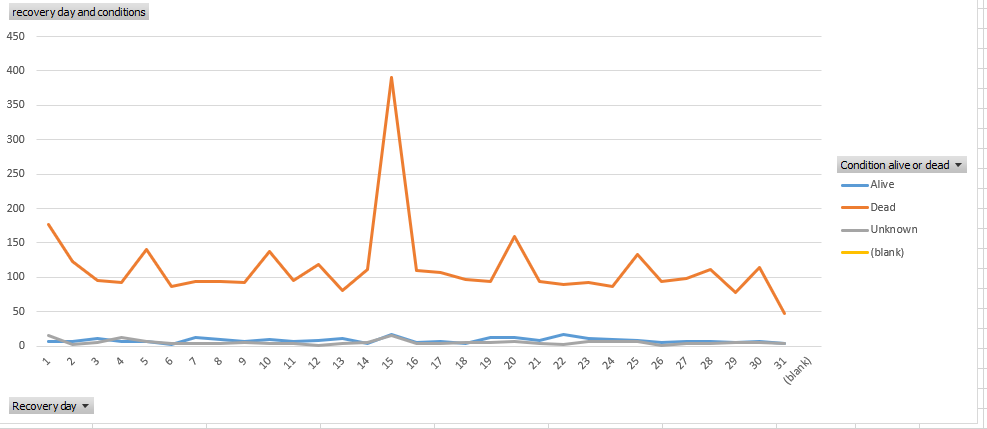 recovery day and conditions
450
400
350
300
250
200
150
100
50
0
1 2 3 4 5 6 7 8 9 10 11 12 13 14 15 16 17 18 19 20 21 22 23 24 25 26 27 28 29 30 31 (blank)
Condition alive or dead
Alive
Dead
Unknown
(blank)
Recovery day